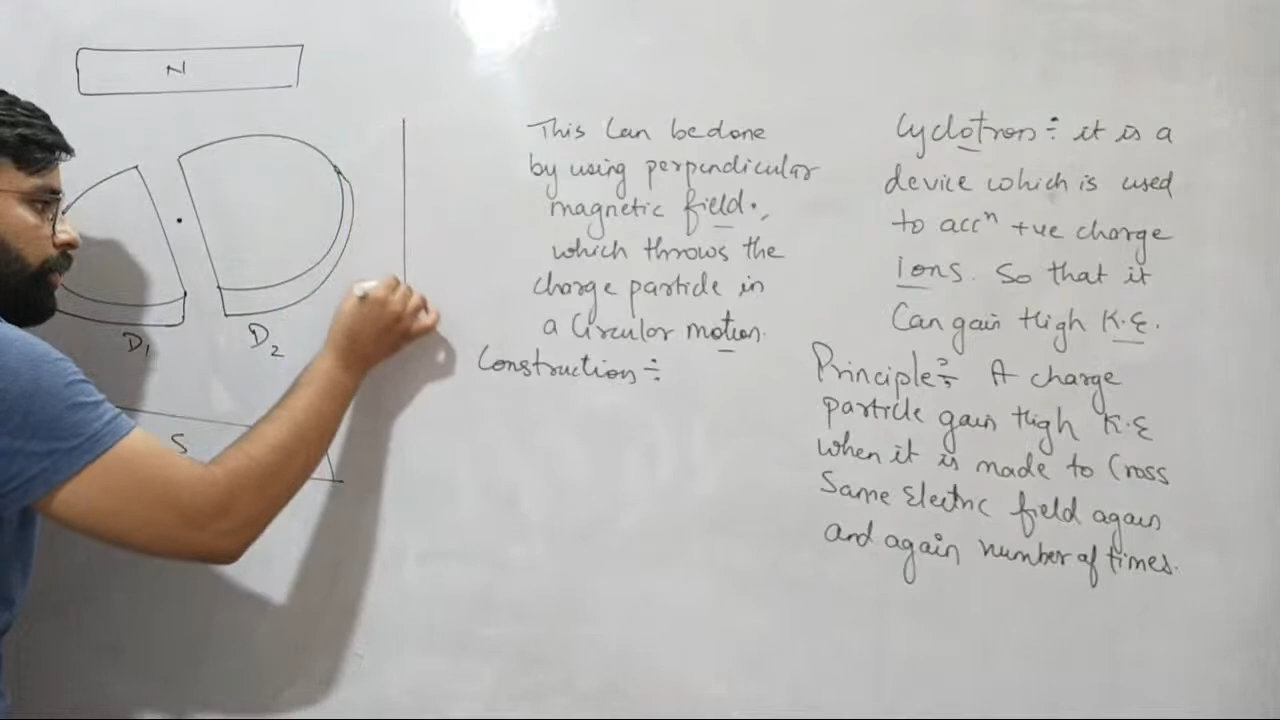 N
D1
D2
S
This Can be done
by using perpendicular
magnetic field.,
which throws the
charge particle in
a Circular motion.
Construction ÷
Cyclotron ÷ it is a
device which is used
to accⁿ +ve charge
Ions. So that it
Can gain High K.E.
Principle ÷ A charge
particle gain High K.E
when it is made to Cross
Same Electric field again
and again number of times.